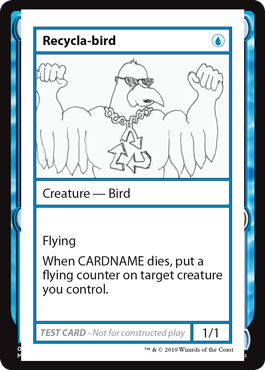 Recycla-bird
Creature — Bird
Flying
When CARDNAME dies, put a
flying counter on target creature
you control.
TEST CARD - Not for constructed play
1/1
™ & © 2019 Wizards of the Coast